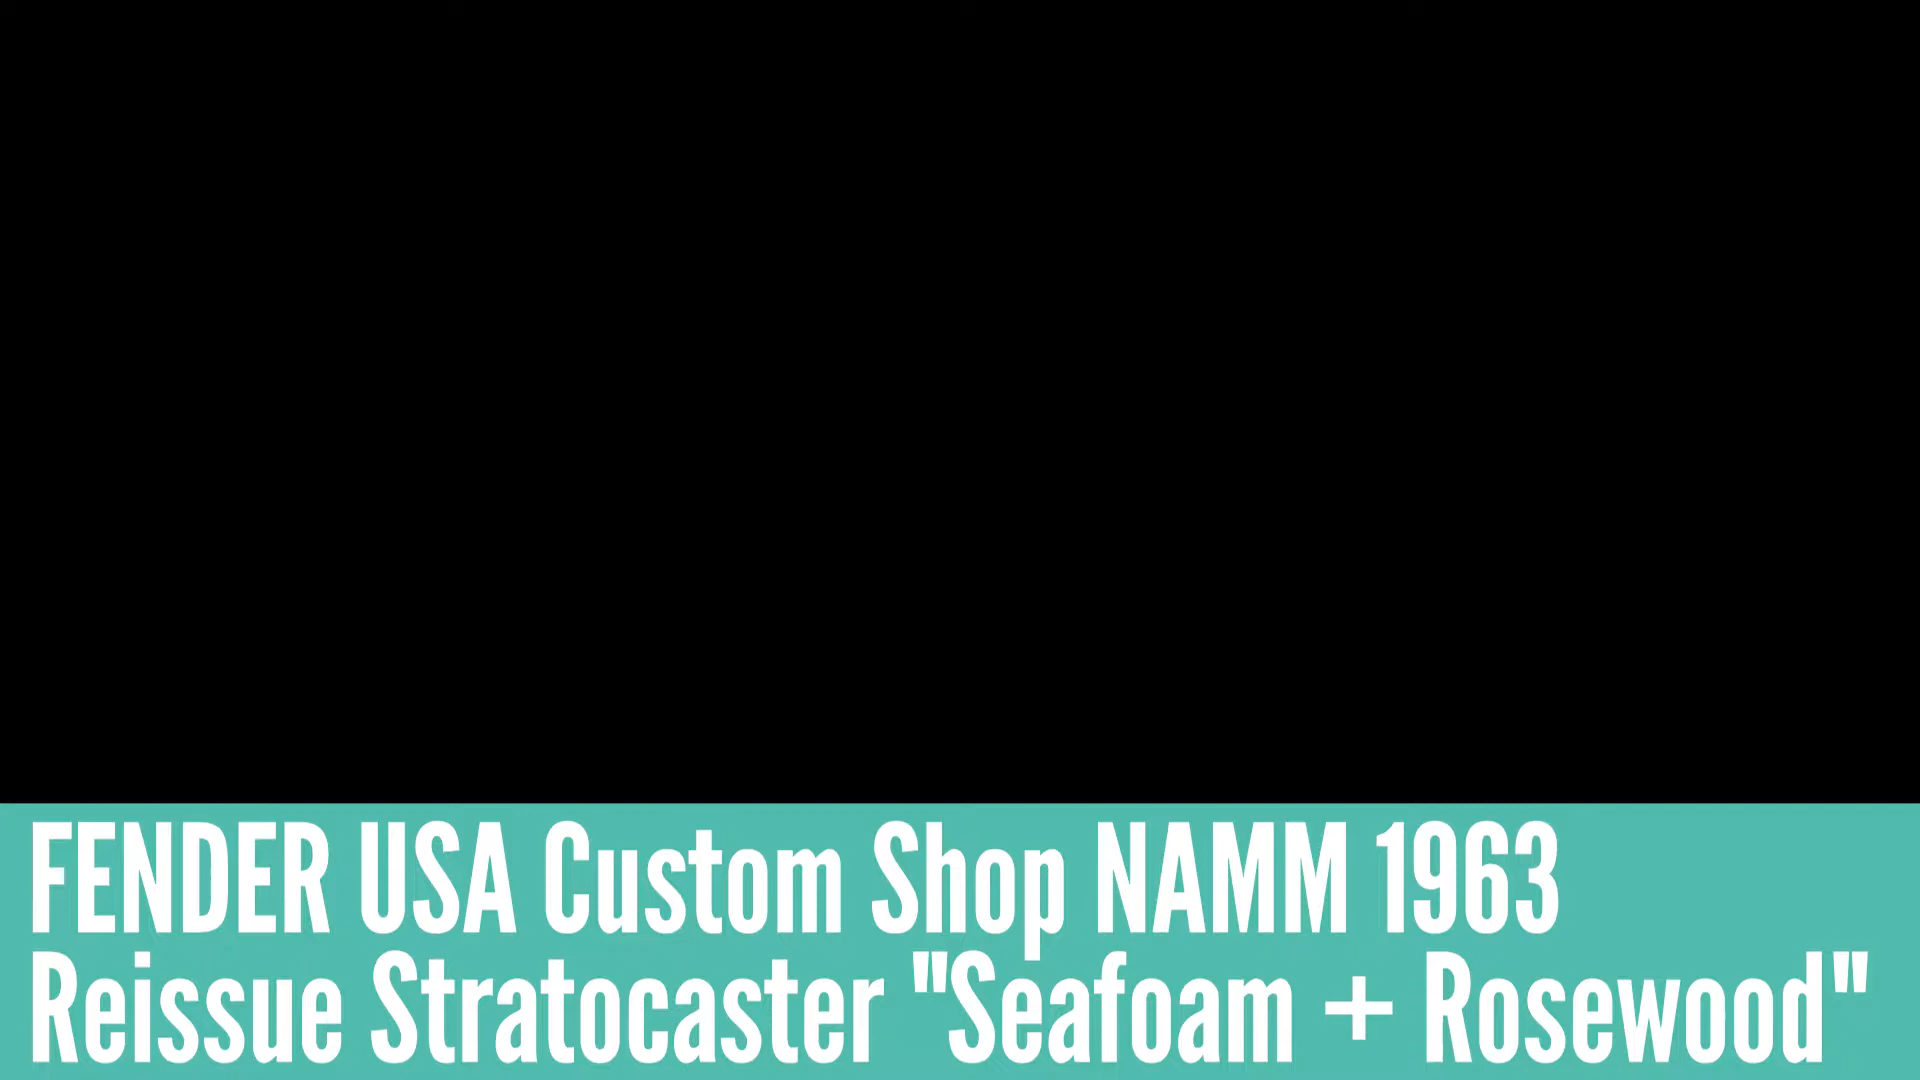 FENDER USA Custom Shop NAMM 1963
Reissue Stratocaster "Seafoam + Rosewood"